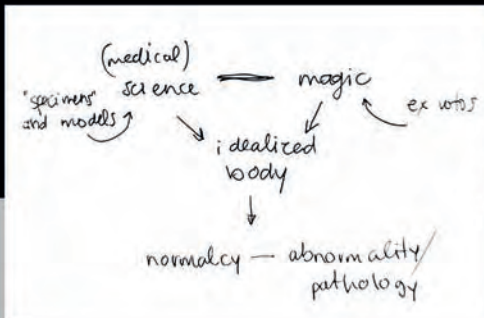 (medical)
science — magic
"specimens"
and models
ex votos
idealized
body
normalcy — abnormality/
pathology